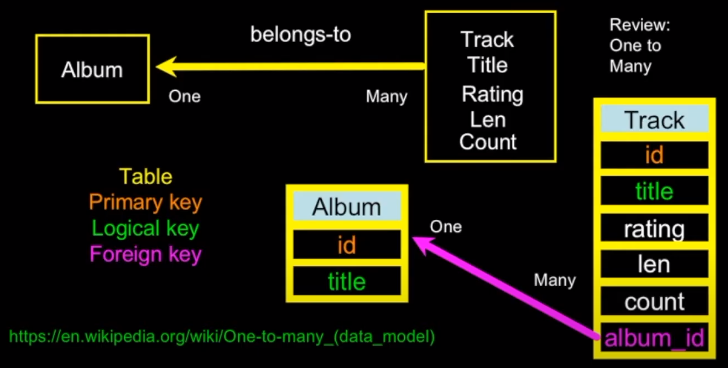 belongs-to
Album
One
Many
Track
Title
Rating
Len
Count
Review:
One to
Many
Table
Primary key
Logical key
Foreign key
Album
id
title
One
Many
Track
id
title
rating
len
count
album_id
https://en.wikipedia.org/wiki/One-to-many_(data_model)